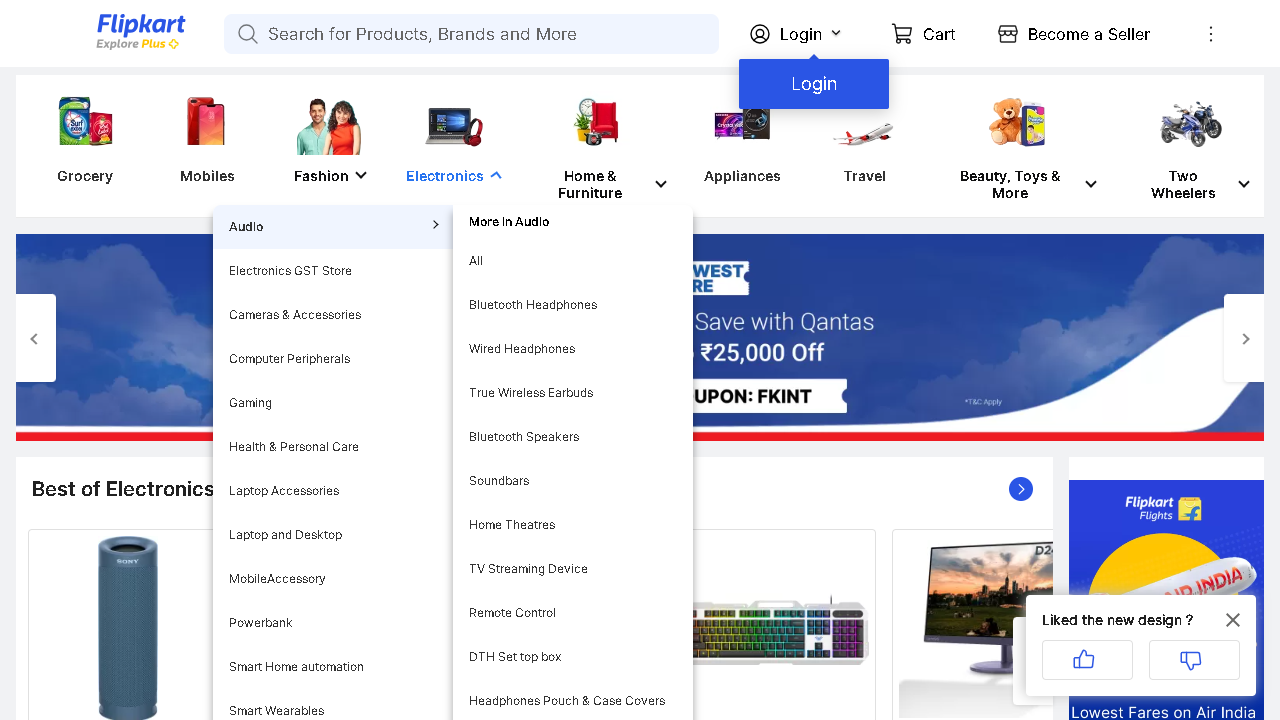 Flipkart
Explore Plus
Search for Products, Brands and More
Login
Cart
Become a Seller
Login
Grocery
Mobiles
Fashion
Electronics
Home &
Furniture
Appliances
Travel
Beauty, Toys &
More
Two
Wheelers
Audio
Electronics GST Store
Cameras & Accessories
Computer Peripherals
Gaming
Health & Personal Care
Laptop Accessories
Laptop and Desktop
MobileAccessory
Powerbank
Smart Home automation
Smart Wearables
More in Audio
All
Bluetooth Headphones
Wired Headphones
True Wireless Earbuds
Bluetooth Speakers
Soundbars
Home Theatres
TV Streaming Device
Remote Control
DTH Set Top Box
Headphones Pouch & Case Covers
WEST
RE
Save with Qantas
₹25,000 Off
UPON: FKINT
*T&C Apply
Best of Electronics
SONY
D24
Flipkart
Flights
AIR INDIA
Liked the new design ?
Lowest Fares on Air India